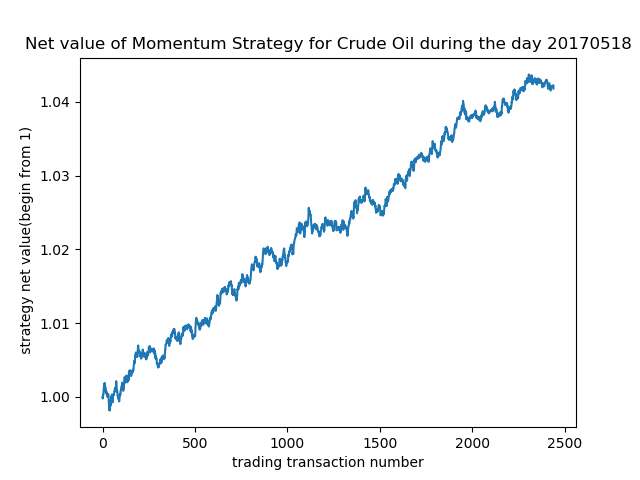 Net value of Momentum Strategy for Crude Oil during the day 20170518
1.04
1.03
1.02
1.01
1.00
strategy net value(begin from 1)
0 500 1000 1500 2000 2500
trading transaction number